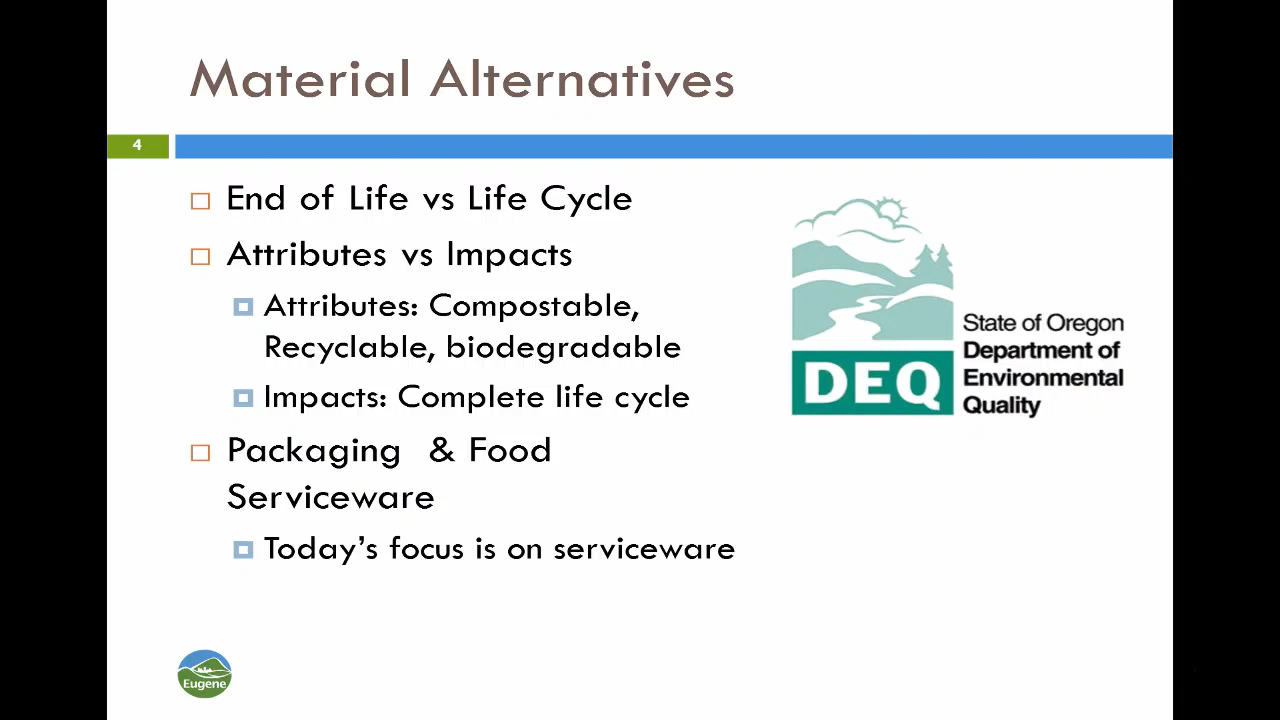 Material Alternatives
4
End of Life vs Life Cycle
Attributes vs Impacts
Attributes: Compostable,
Recyclable, biodegradable
Impacts: Complete life cycle
Packaging & Food
Serviceware
Today's focus is on serviceware
DEQ
State of Oregon
Department of
Environmental
Quality
Eugene